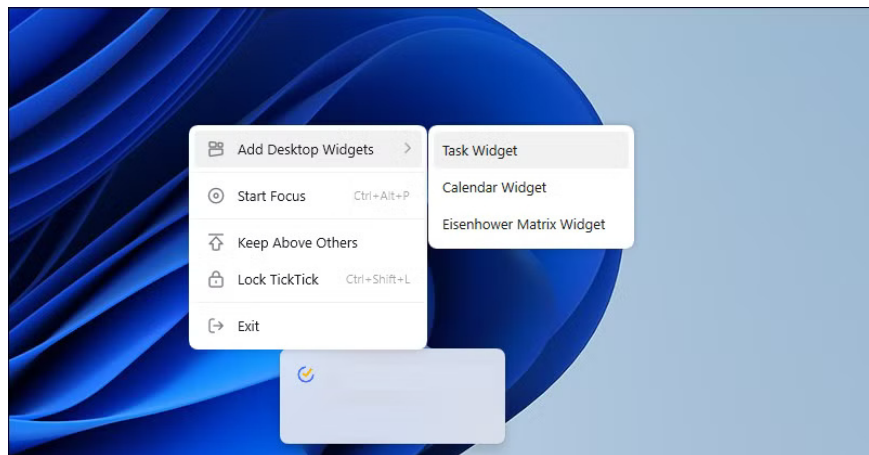 Add Desktop Widgets
Start Focus Ctrl+Alt+P
Keep Above Others
Lock TickTick Ctrl+Shift+L
Exit
Task Widget
Calendar Widget
Eisenhower Matrix Widget